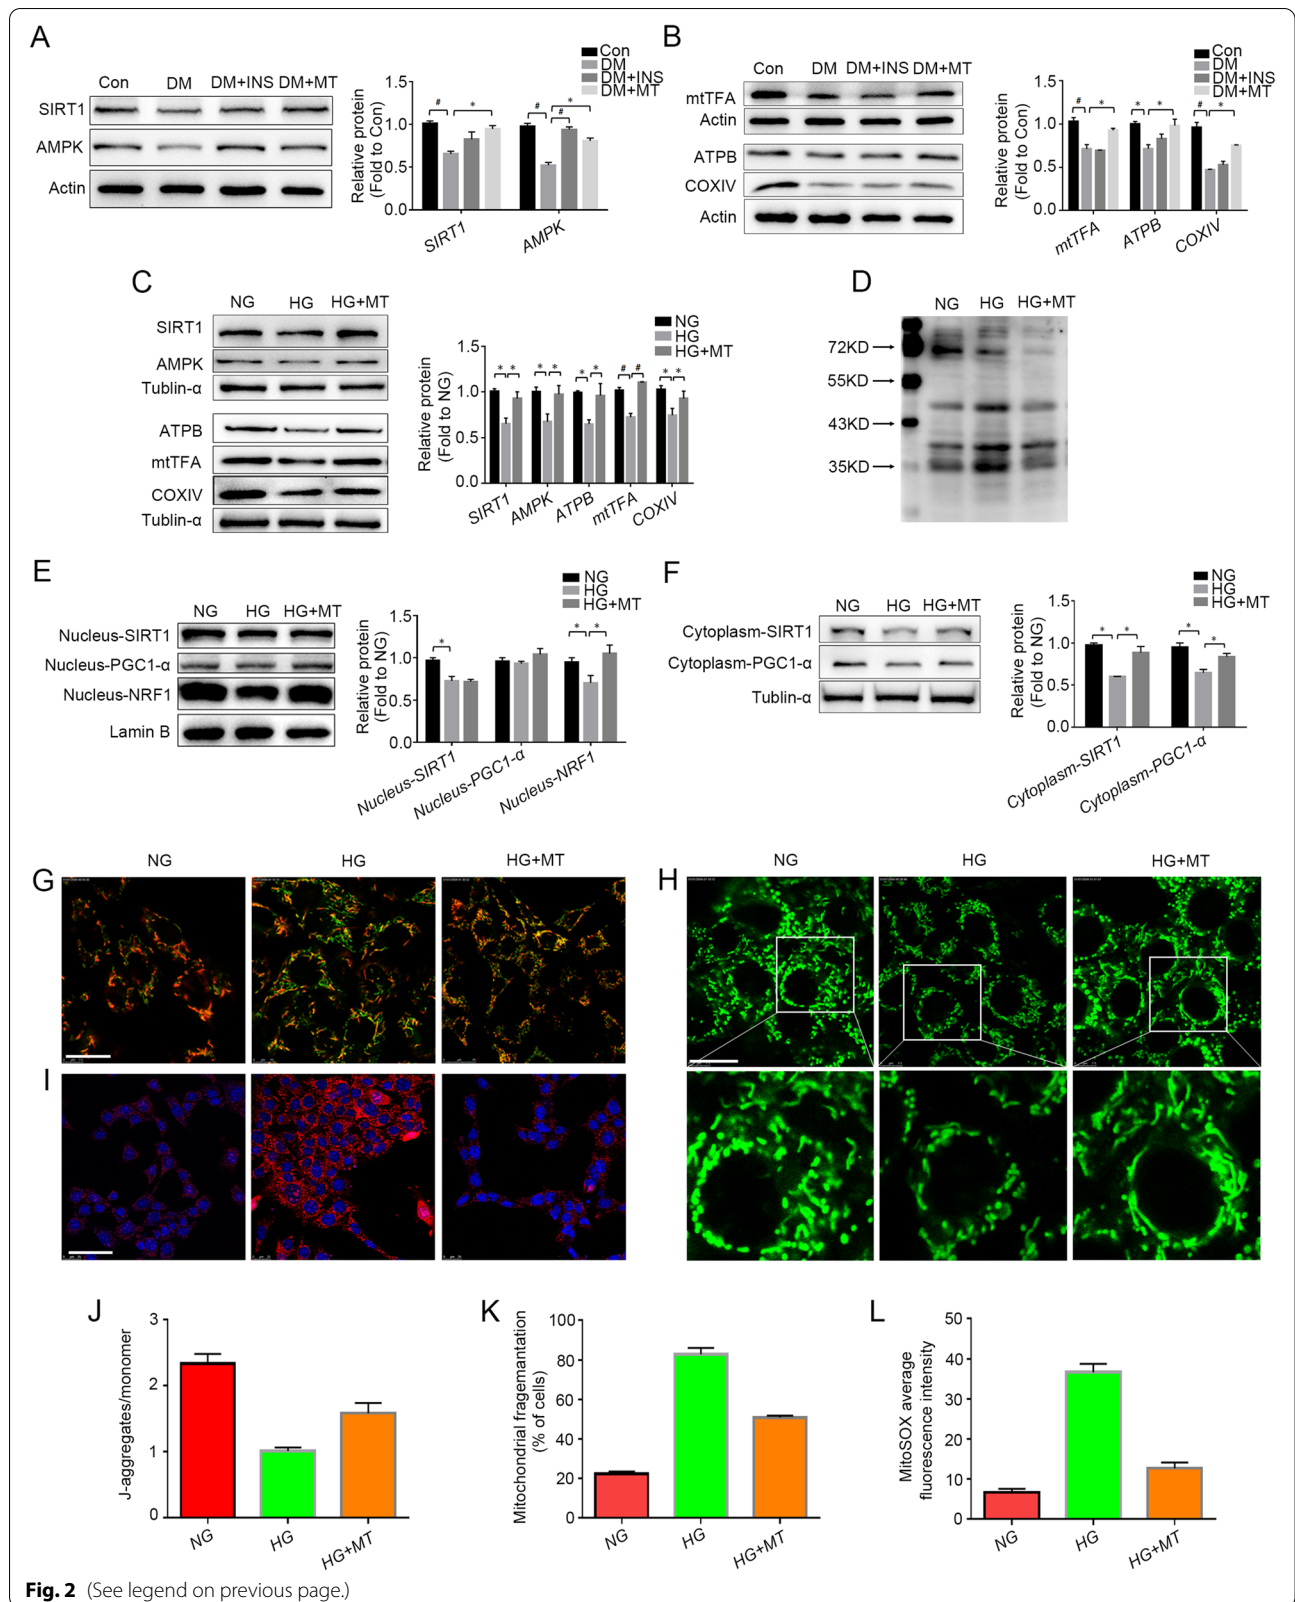 A
Con DM DM+INS DM+MT
SIRT1
AMPK
Actin
Relative protein
(Fold to Con)
1.5
1.0
0.5
0.0
Con
DM
DM+INS
DM+MT
# *
# # *
SIRT1 AMPK
B
Con DM DM+INS DM+MT
mtTFA
Actin
ATPB
COXIV
Actin
Relative protein
(Fold to Con)
1.5
1.0
0.5
0.0
Con
DM
DM+INS
DM+MT
# * * * # *
mtTFA ATPB COXIV
C
NG HG HG+MT
SIRT1
AMPK
Tublin-α
ATPB
mtTFA
COXIV
Tublin-α
Relative protein
(Fold to NG)
1.5
1.0
0.5
0.0
NG
HG
HG+MT
* * * * * * # # * *
SIRT1 AMPK ATPB mtTFA COXIV
D
NG HG HG+MT
72KD
55KD
43KD
35KD
E
NG HG HG+MT
Nucleus-SIRT1
Nucleus-PGC1-α
Nucleus-NRF1
Lamin B
Relative protein
(Fold to NG)
1.5
1.0
0.5
0.0
NG
HG
HG+MT
* * *
Nucleus-SIRT1 Nucleus-PGC1-α Nucleus-NRF1
F
NG HG HG+MT
Cytoplasm-SIRT1
Cytoplasm-PGC1-α
Tublin-α
Relative protein
(Fold to NG)
1.5
1.0
0.5
0.0
NG
HG
HG+MT
* * * *
Cytoplasm-SIRT1 Cytoplasm-PGC1-α
G
NG HG HG+MT
H
NG HG HG+MT
I
J
J-aggregates/monomer
3
2
1
0
NG HG HG+MT
K
Mitochondrial fragemantation
(% of cells)
100
80
60
40
20
0
NG HG HG+MT
L
MitoSOX average
fluorescence intensity
50
40
30
20
10
0
NG HG HG+MT
Fig. 2 (See legend on previous page.)